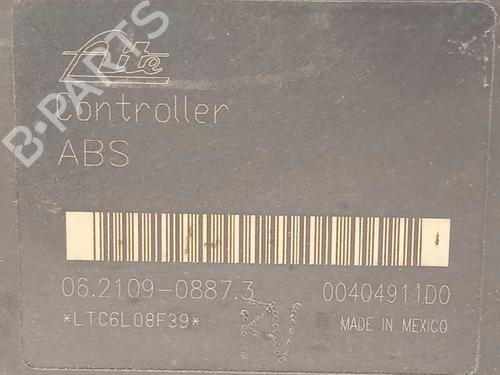 Ate
B-PARTS
Controller
ABS
06.2109-0887.3 00404911D0
*LTC6L08F39* MADE IN MEXICO